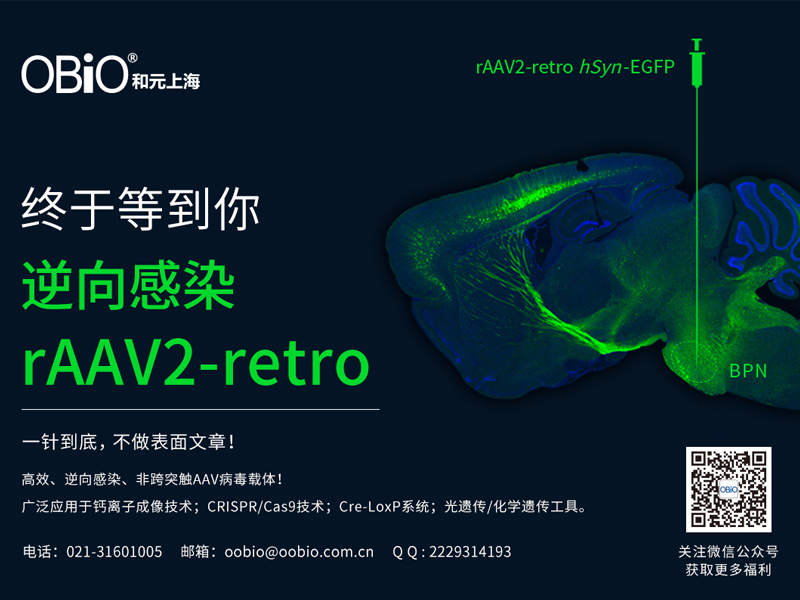 OBiO® 和元上海
rAAV2-retro hSyn-EGFP
终于等到你
逆向感染
rAAV2-retro
BPN
一针到底，不做表面文章！
高效、逆向感染、非跨突触AAV病毒载体！
广泛应用于钙离子成像技术；CRISPR/Cas9技术；Cre-LoxP系统；光遗传/化学遗传工具。
电话：021-31601005 邮箱：oobio@oobio.com.cn Q Q : 2229314193
OBiO
关注微信公众号
获取更多福利